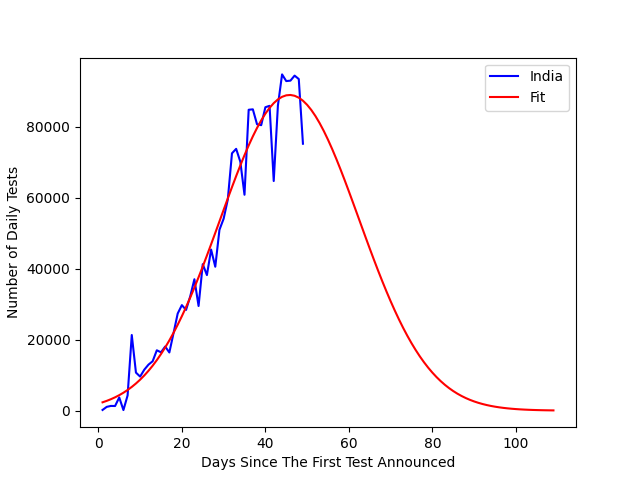 India
Fit
Number of Daily Tests
80000
60000
40000
20000
0
0 20 40 60 80 100
Days Since The First Test Announced